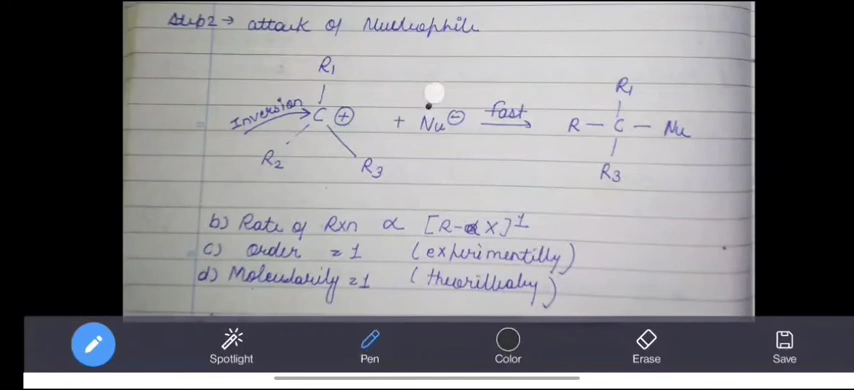 Step2→ attack of Nucleophile
R₁
Inversion C ⊕ + Nu⊖ fast
R₂ R₃
R₁
R — C — Nu
R₃
b) Rate of Rxn ∝ [R-X]¹
c) order = 1 (experimentilly)
d) Molecularity = 1
Spotlight Pen Color Erase Save